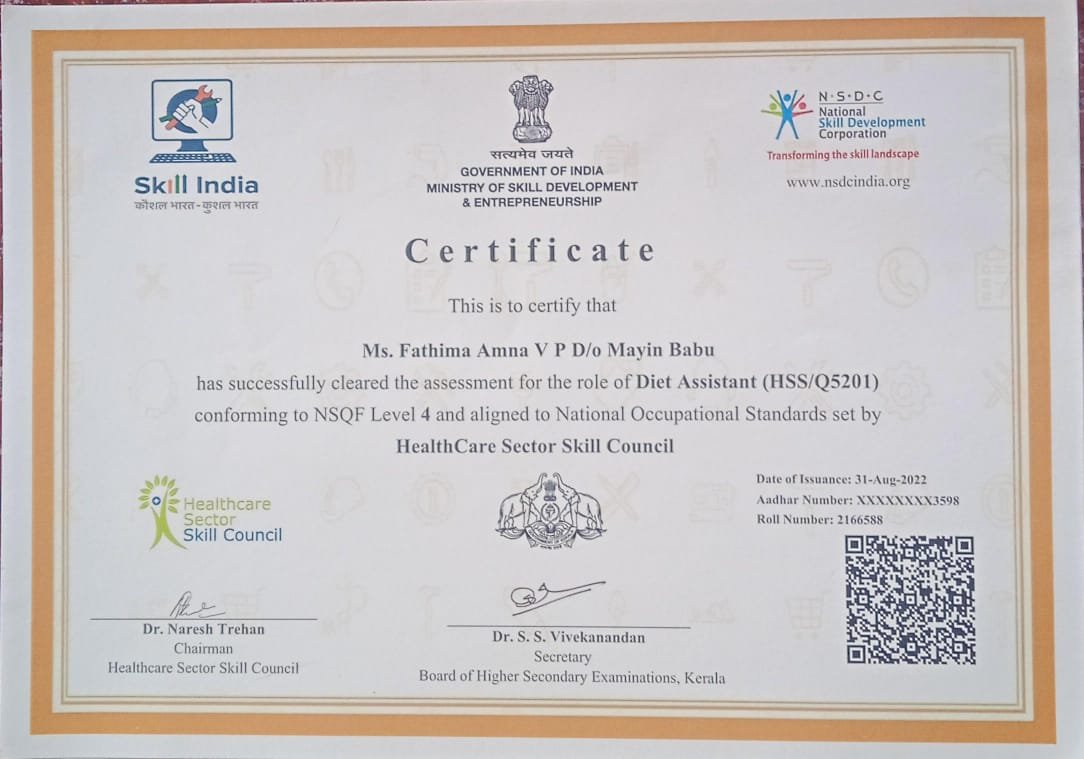 Skill India
कौशल भारत - कुशल भारत
सत्यमेव जयते
GOVERNMENT OF INDIA
MINISTRY OF SKILL DEVELOPMENT
& ENTREPRENEURSHIP
N·S·D·C
National
Skill Development
Corporation
Transforming the skill landscape
www.nsdcindia.org
Certificate
This is to certify that
Ms. Fathima Amna V P D/o Mayin Babu
has successfully cleared the assessment for the role of Diet Assistant (HSS/Q5201)
conforming to NSQF Level 4 and aligned to National Occupational Standards set by
HealthCare Sector Skill Council
Healthcare
Sector
Skill Council
Date of Issuance: 31-Aug-2022
Aadhar Number: XXXXXXXX3598
Roll Number: 2166588
Dr. Naresh Trehan
Chairman
Healthcare Sector Skill Council
Dr. S. S. Vivekanandan
Secretary
Board of Higher Secondary Examinations, Kerala